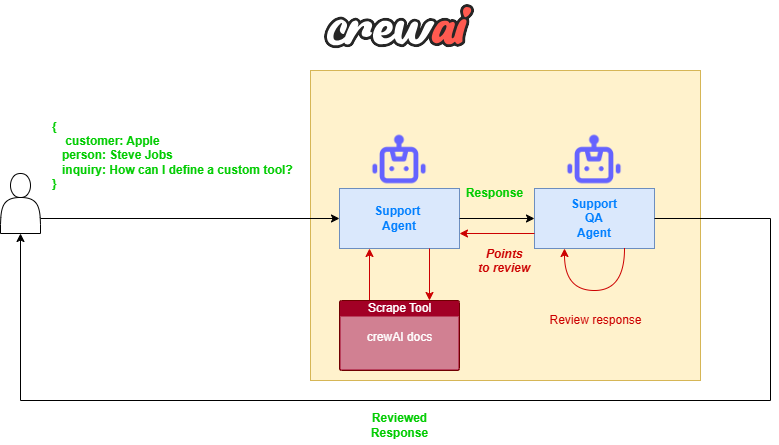 crewai
{
customer: Apple
person: Steve Jobs
inquiry: How can I define a custom tool?
}
Support
Agent
Response
Support
QA
Agent
Points
to review
Scrape Tool
crewAI docs
Review response
Reviewed
Response